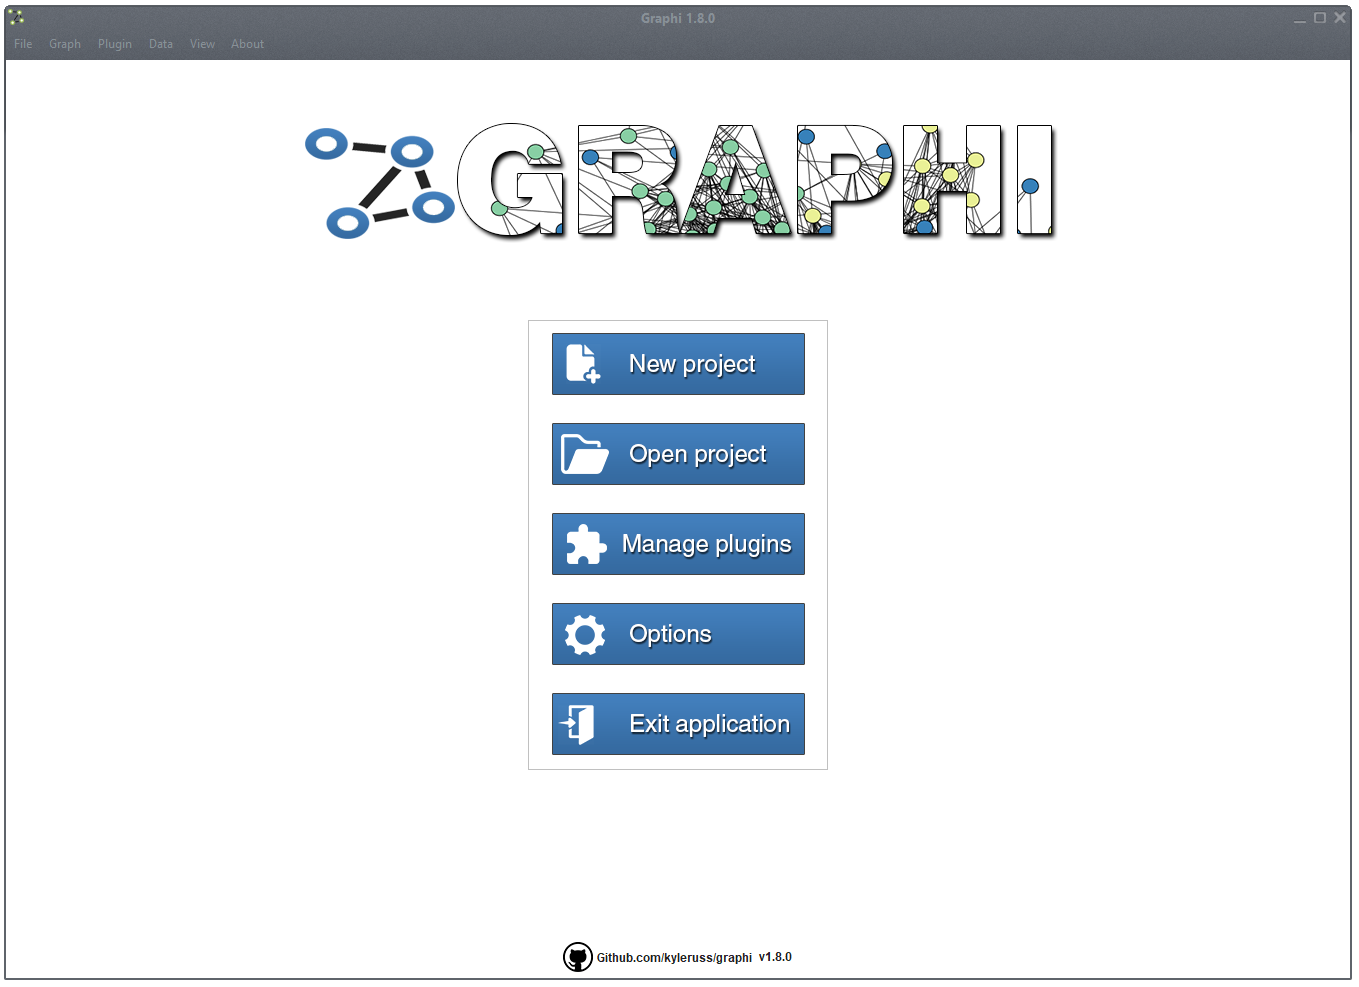 Graphi 1.8.0
File Graph Plugin Data View About
GRAPHI
New project
Open project
Manage plugins
Options
Exit application
Github.com/kyleruss/graphi v1.8.0